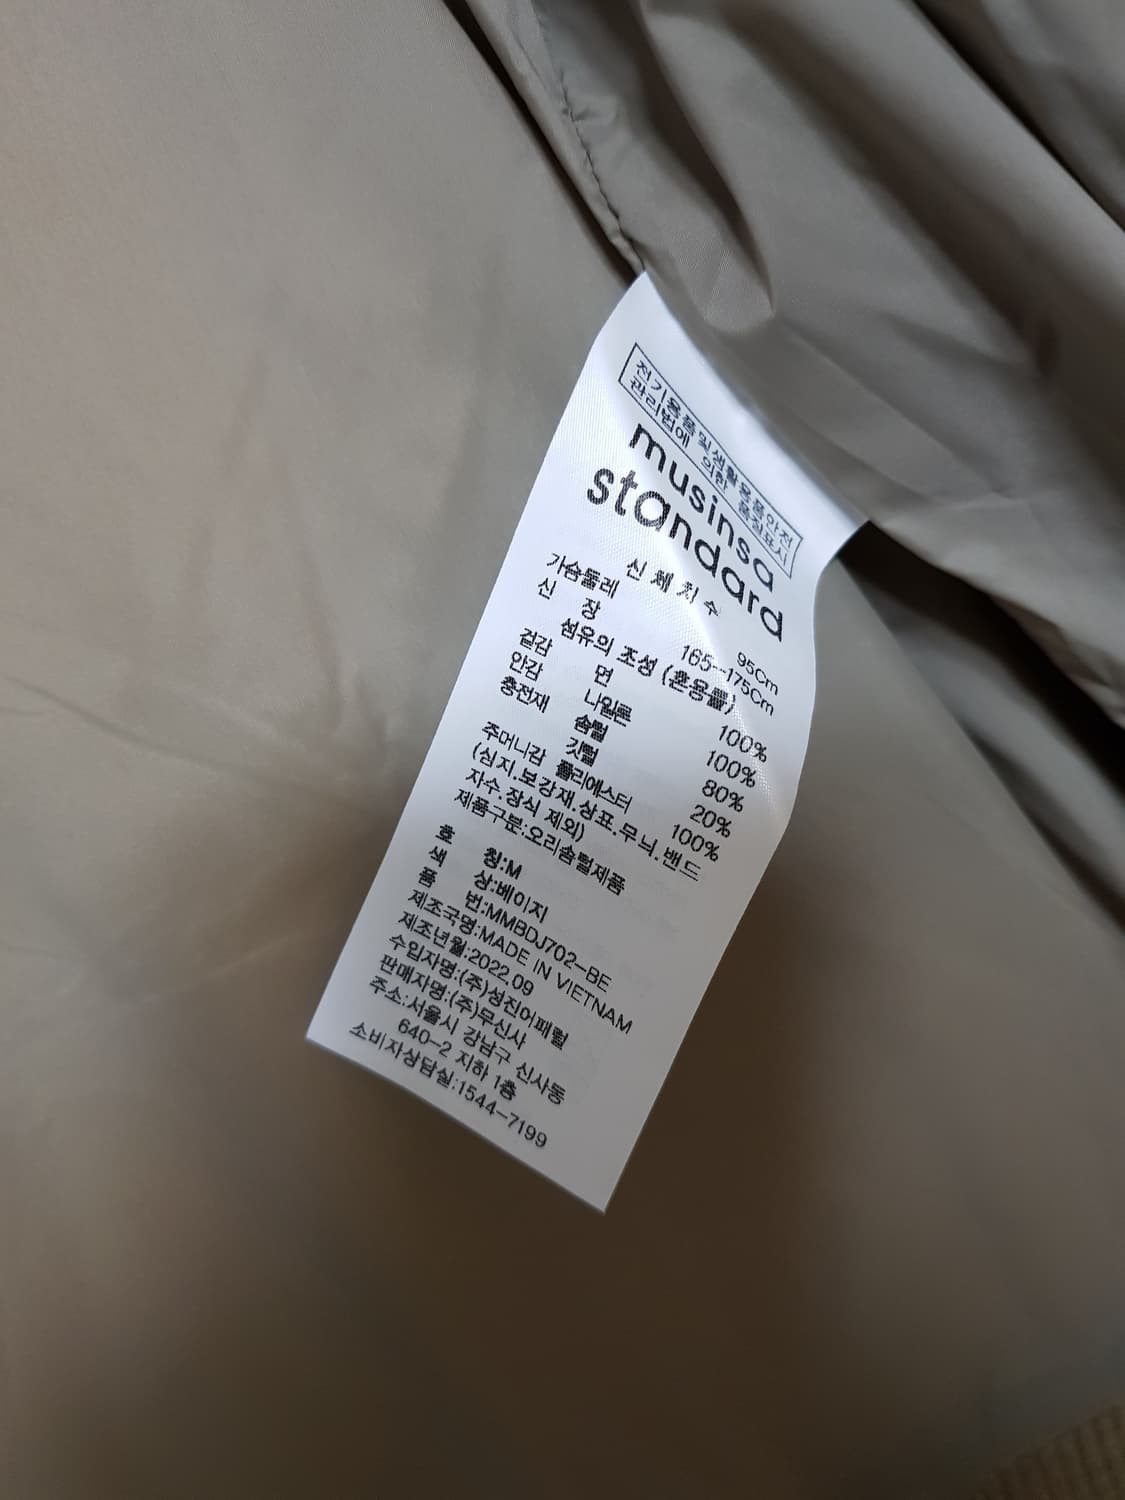 전기용품및생활용품안전
관리법에 의한 품질표시
musinsa
standard
신 체 치 수
가슴둘레 95Cm
신 장 165--175Cm
섬유의 조성 (혼용률)
겉감 면 100%
안감 나일론 100%
충전재 솜털 80%
깃털 20%
주머니감 폴리에스터 100%
(심지.보강재.상표.무늬.밴드
자수.장식 제외)
제품구분:오리솜털제품
호 칭:M
색 상:베이지
품 번:MMBDJ702-BE
제조국명:MADE IN VIETNAM
제조년월:2022.09
수입자명:(주)성진어패럴
판매자명:(주)무신사
주소:서울시 강남구 신사동
640-2 지하 1층
소비자상담실:1544-7199